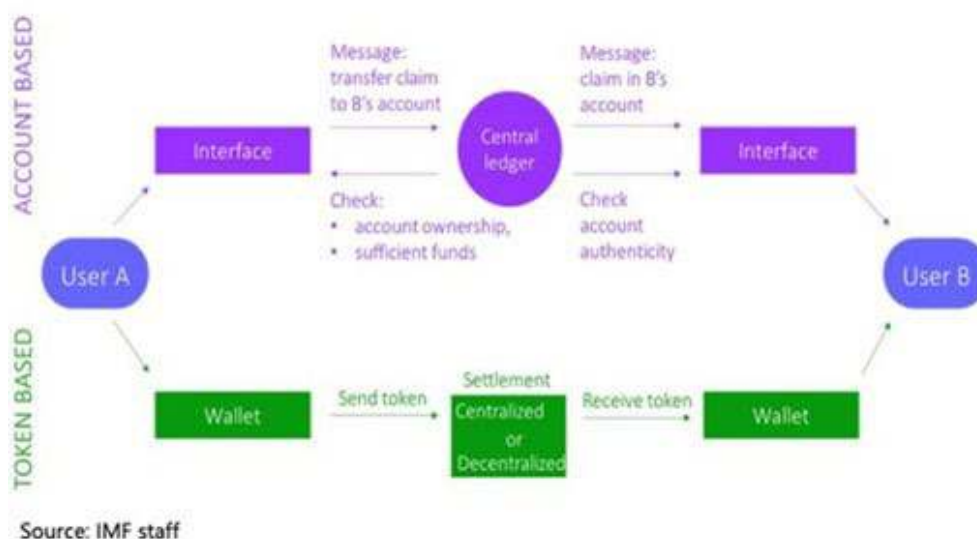 ACCOUNT BASED
Message:
transfer claim
to B's account
Message:
claim in B's
account
Interface
Central
ledger
Interface
Check:
• account ownership,
• sufficient funds
Check
account
authenticity
User A
User B
TOKEN BASED
Wallet
Send token
Settlement
Centralized
or
Decentralized
Receive token
Wallet
Source: IMF staff